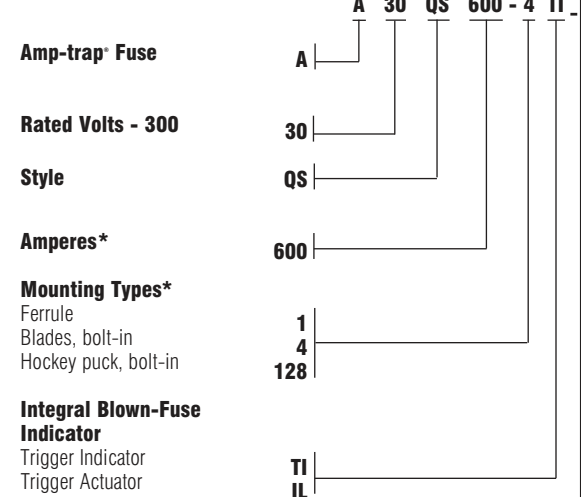 A 30 QS 600 - 4 TI -
Amp-trap® Fuse A
Rated Volts - 300 30
Style QS
Amperes* 600
Mounting Types*
Ferrule 1
Blades, bolt-in 4
Hockey puck, bolt-in 128
Integral Blown-Fuse
Indicator
Trigger Indicator TI
Trigger Actuator IL